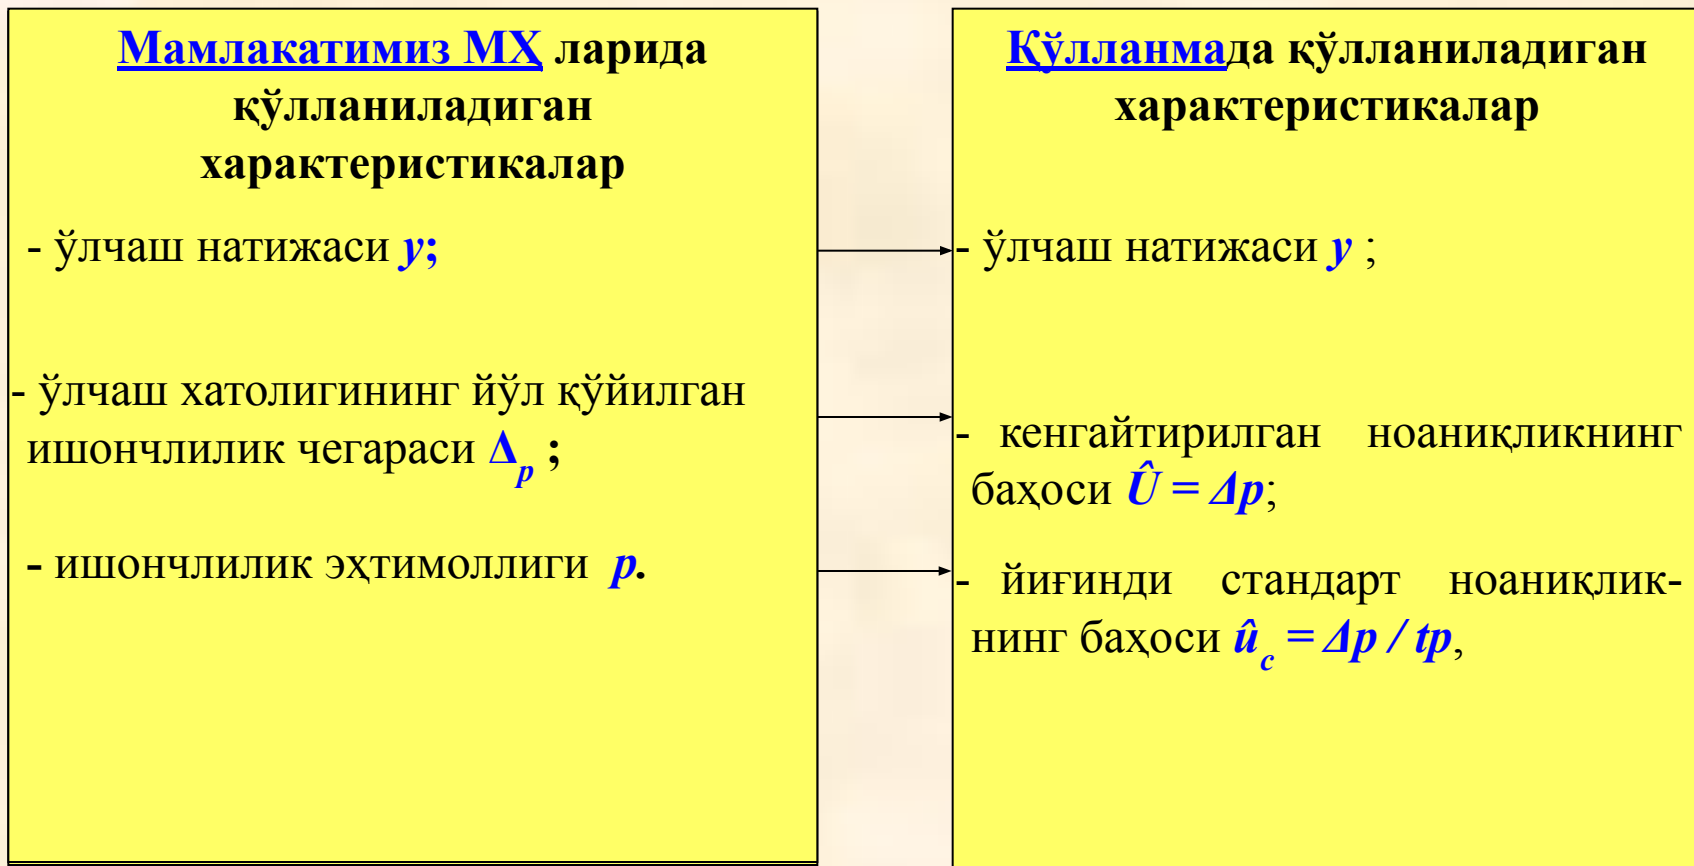 Мамлакатимиз МҲ ларида
қўлланиладиган
характеристикалар
- ўлчаш натижаси y;
- ўлчаш хатолигининг йўл қўйилган
ишончлилик чегараси Δp ;
- ишончлилик эҳтимоллиги p.
Қўлланмада қўлланиладиган
характеристикалар
- ўлчаш натижаси y ;
- кенгайтирилган ноаниқликнинг
баҳоси Û = Δp;
- йиғинди стандарт ноаниқлик-
нинг баҳоси ûc = Δp / tp,